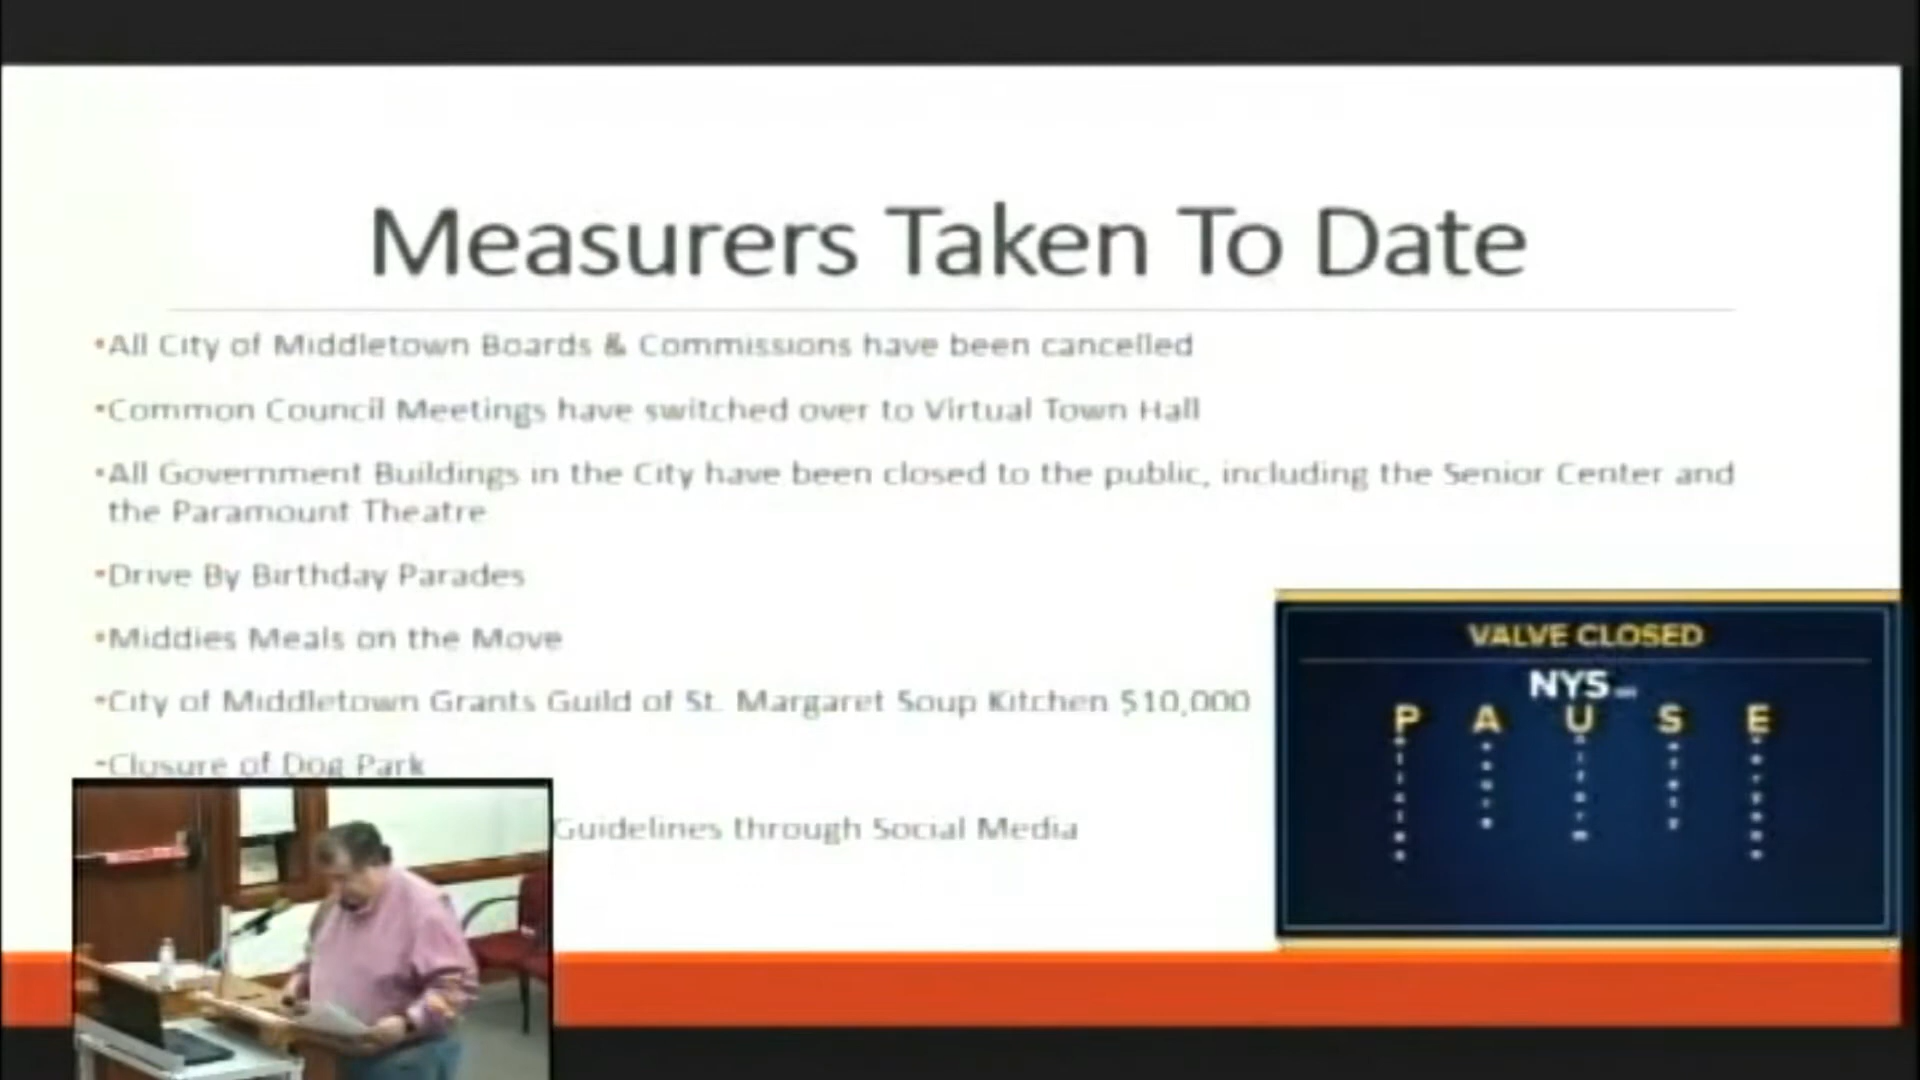 Measurers Taken To Date
•All City of Middletown Boards & Commissions have been cancelled
•Common Council Meetings have switched over to Virtual Town Hall
•All Government Buildings in the City have been closed to the public, including the Senior Center and
the Paramount Theatre
•Drive By Birthday Parades
•Middies Meals on the Move
•City of Middletown Grants Guild of St. Margaret Soup Kitchen $10,000
•Closure of Dog Park
Guidelines through Social Media
VALVE CLOSED
NYS
P A U S E